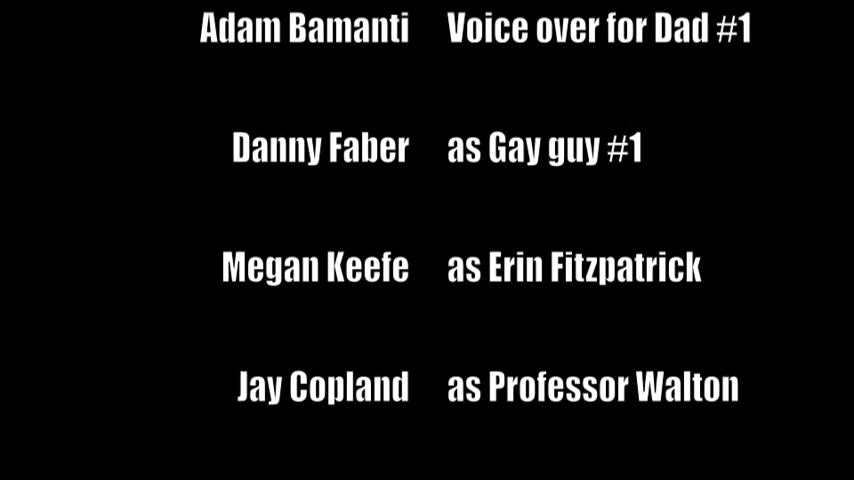 Adam Bamanti Voice over for Dad #1
Danny Faber as Gay guy #1
Megan Keefe as Erin Fitzpatrick
Jay Copland as Professor Walton